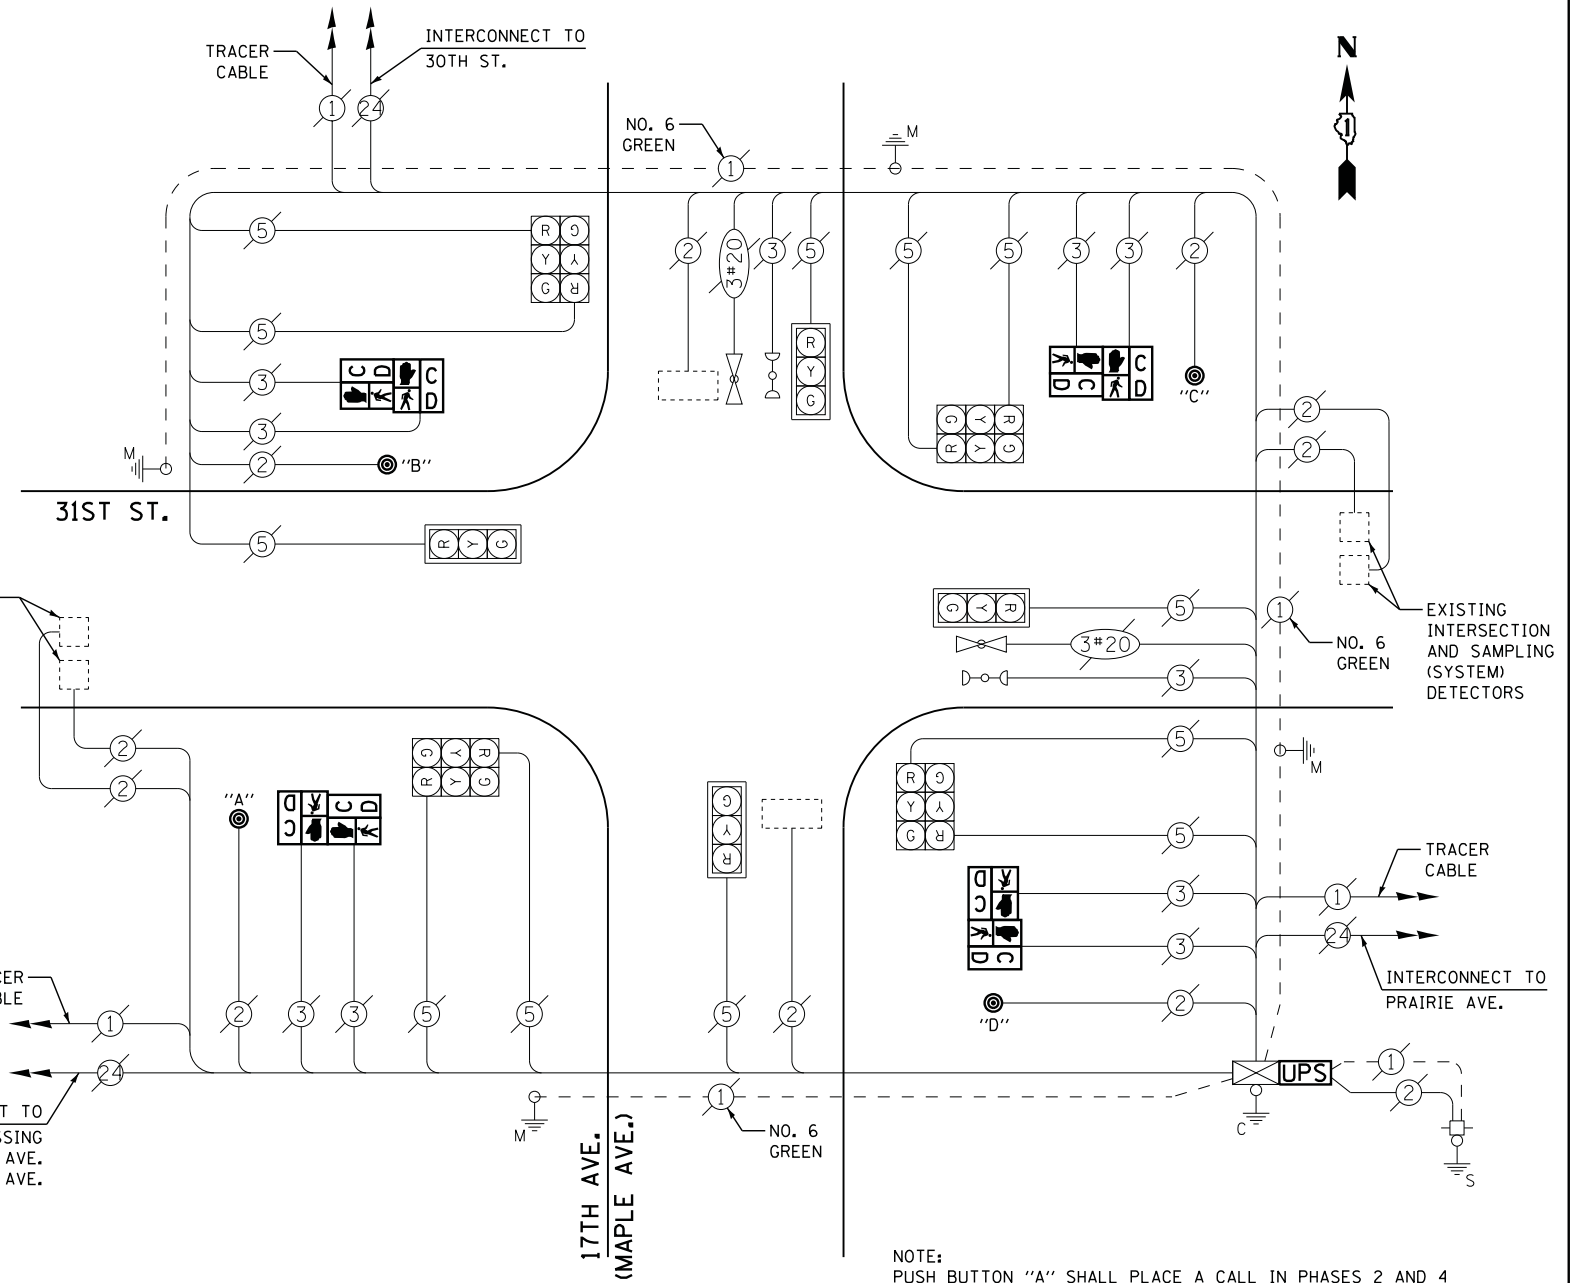 TRACER
CABLE
INTERCONNECT TO
30TH ST.
N
1
24
1
NO. 6
GREEN
1
M
5
R G
Y Y
G R
5
3
C D
C
D
3
2
"B"
M
31ST ST.
5
R Y G
2
3#20
3
5
R
Y
G
5
5
3
3
2
C
D
D C
"C"
G Y R
R Y G
2
2
EXISTING
INTERSECTION
AND SAMPLING
(SYSTEM)
DETECTORS
G Y R
5
3#20
3
1
NO. 6
GREEN
M
2
2
"A"
D
C
C D
G Y R
R Y G
2
3
3
5
5
G
Y
R
5
2
5
R G
Y Y
G R
5
D
C
3
3
D C
"D"
2
TRACER
CABLE
1
24
INTERCONNECT TO
PRAIRIE AVE.
CER
BLE
1
24
T TO
SSING
AVE.
AVE.
M
1
NO. 6
GREEN
17TH AVE.
(MAPLE AVE.)
UPS
C
1
2
S
NOTE:
PUSH BUTTON "A" SHALL PLACE A CALL IN PHASES 2 AND 4